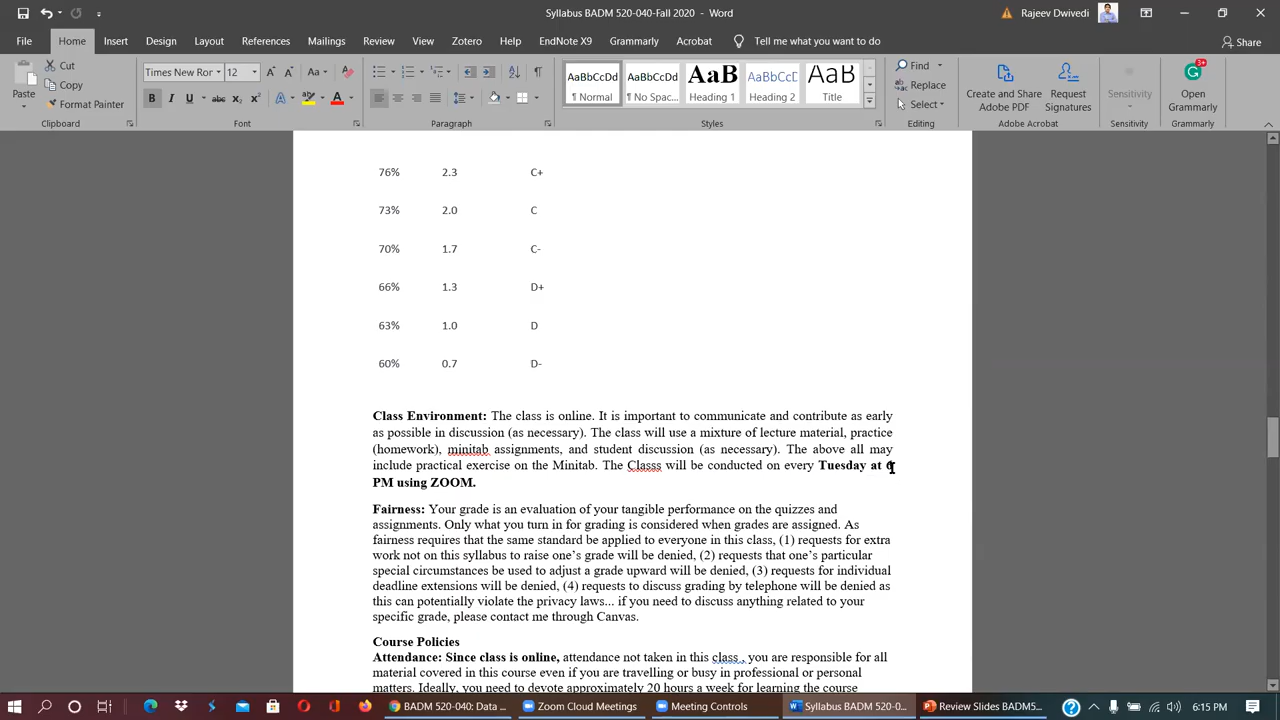 Syllabus BADM 520-040-Fall 2020 - Word
Rajeev Dwivedi
File Home Insert Design Layout References Mailings Review View Zotero Help EndNote X9 Grammarly Acrobat Tell me what you want to do Share
Paste
Cut
Copy
Format Painter
Clipboard
Times New Ror 12
Font
Paragraph
AaBbCcDd AaBbCcDd AaB AaBbCcD AaB
¶ Normal ¶ No Spac... Heading 1 Heading 2 Title
Styles
Find
Replace
Select
Editing
Create and Share Adobe PDF
Request Signatures
Adobe Acrobat
Sensitivity
Sensitivity
Open Grammarly
Grammarly
76% 2.3 C+
73% 2.0 C
70% 1.7 C-
66% 1.3 D+
63% 1.0 D
60% 0.7 D-
Class Environment: The class is online. It is important to communicate and contribute as early
as possible in discussion (as necessary). The class will use a mixture of lecture material, practice
(homework), minitab assignments, and student discussion (as necessary). The above all may
include practical exercise on the Minitab. The Classs will be conducted on every Tuesday at 6
PM using ZOOM.
Fairness: Your grade is an evaluation of your tangible performance on the quizzes and
assignments. Only what you turn in for grading is considered when grades are assigned. As
fairness requires that the same standard be applied to everyone in this class, (1) requests for extra
work not on this syllabus to raise one’s grade will be denied, (2) requests that one’s particular
special circumstances be used to adjust a grade upward will be denied, (3) requests for individual
deadline extensions will be denied, (4) requests to discuss grading by telephone will be denied as
this can potentially violate the privacy laws... if you need to discuss anything related to your
specific grade, please contact me through Canvas.
Course Policies
Attendance: Since class is online, attendance not taken in this class , you are responsible for all
material covered in this course even if you are travelling or busy in professional or personal
matters. Ideally, you need to devote approximately 20 hours a week for learning the course
BADM 520-040: Data ... Zoom Cloud Meetings Meeting Controls Syllabus BADM 520-0... Review Slides BADM5... 6:15 PM